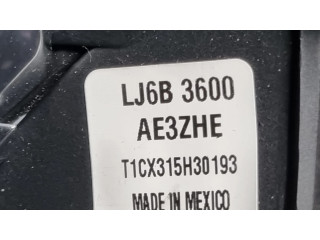 LJ6B 3600
AE3ZHE
T1CX315H30193
MADE IN MEXICO